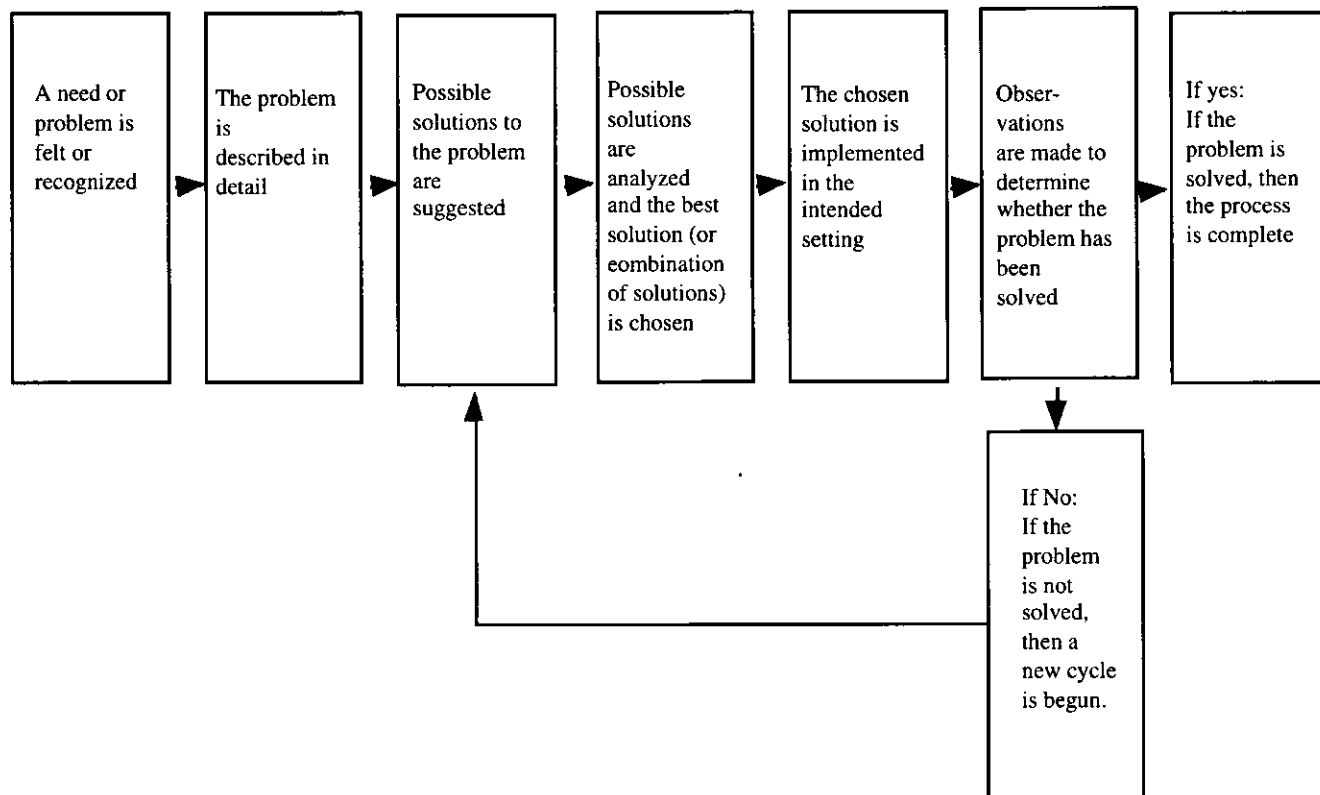 A need or
problem is
felt or
recognized
The problem
is
described in
detail
Possible
solutions to
the problem
are
suggested
Possible
solutions
are
analyzed
and the best
solution (or
eombination
of solutions)
is chosen
The chosen
solution is
implemented
in the
intended
setting
Obser-
vations
are made to
determine
whether the
problem has
been
solved
If yes:
If the
problem is
solved, then
the process
is complete
If No:
If the
problem
is not
solved,
then a
new cycle
is begun.